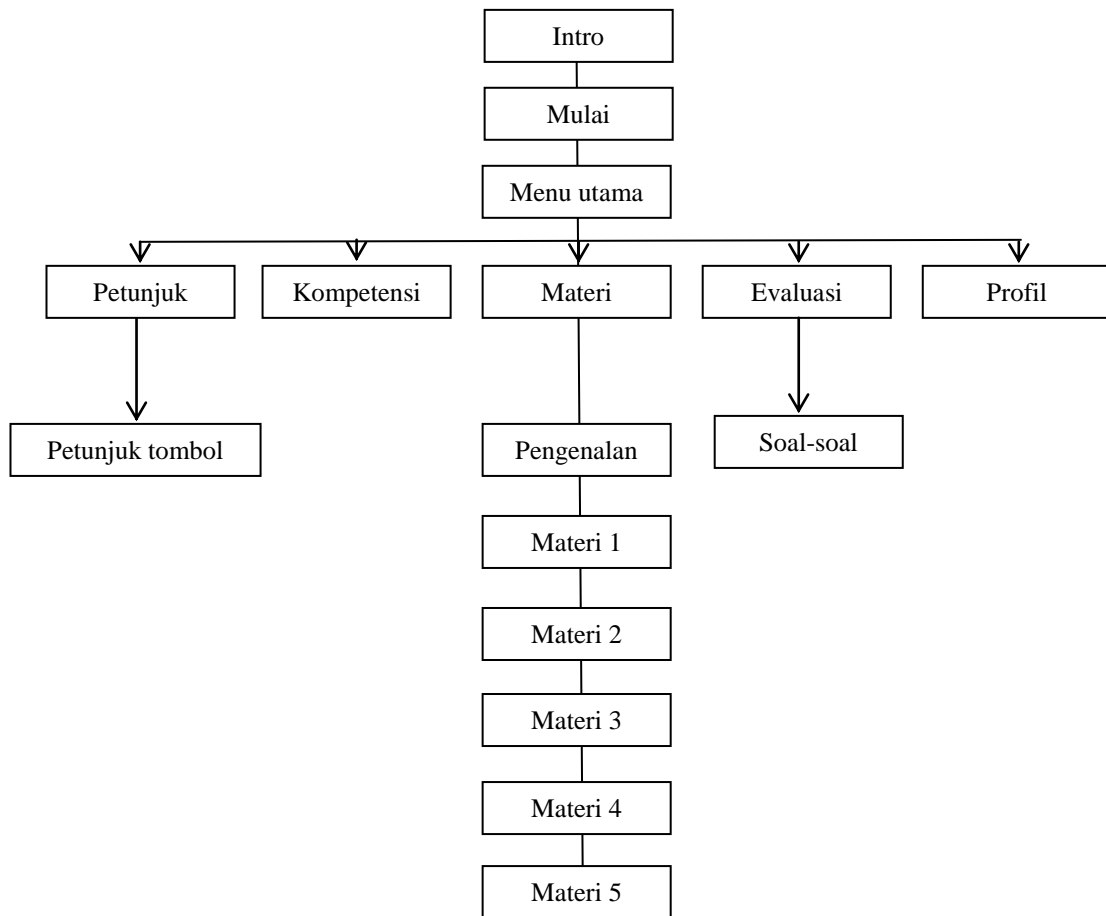 Intro
Mulai
Menu utama
Petunjuk
Kompetensi
Materi
Evaluasi
Profil
Petunjuk tombol
Pengenalan
Soal-soal
Materi 1
Materi 2
Materi 3
Materi 4
Materi 5